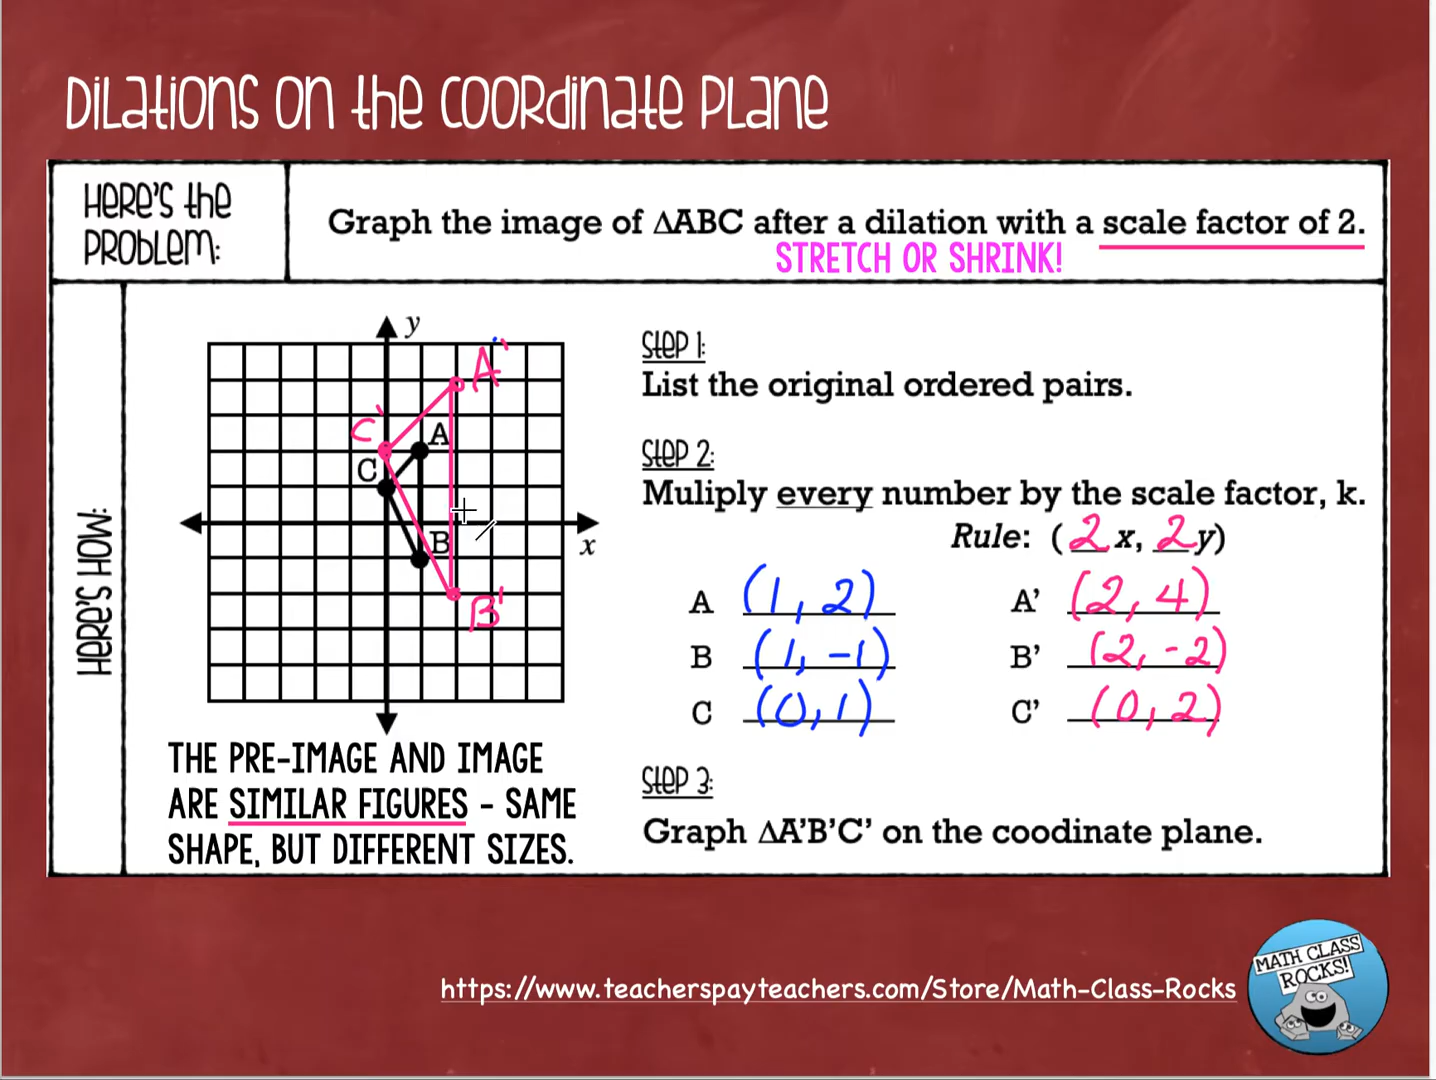 Dilations on the Coordinate Plane
Here's the Problem:
Graph the image of ΔABC after a dilation with a scale factor of 2.
STRETCH OR SHRINK!
Here's How:
y
A'
C'
A
C
B
x
B'
THE PRE-IMAGE AND IMAGE
ARE SIMILAR FIGURES - SAME
SHAPE, BUT DIFFERENT SIZES.
Step 1:
List the original ordered pairs.
Step 2:
Muliply every number by the scale factor, k.
Rule: (2x, 2y)
A (1, 2) A' (2, 4)
B (1, -1) B' (2, -2)
C (0, 1) C' (0, 2)
Step 3:
Graph ΔA'B'C' on the coodinate plane.
https://www.teacherspayteachers.com/Store/Math-Class-Rocks
MATH CLASS
ROCKS!